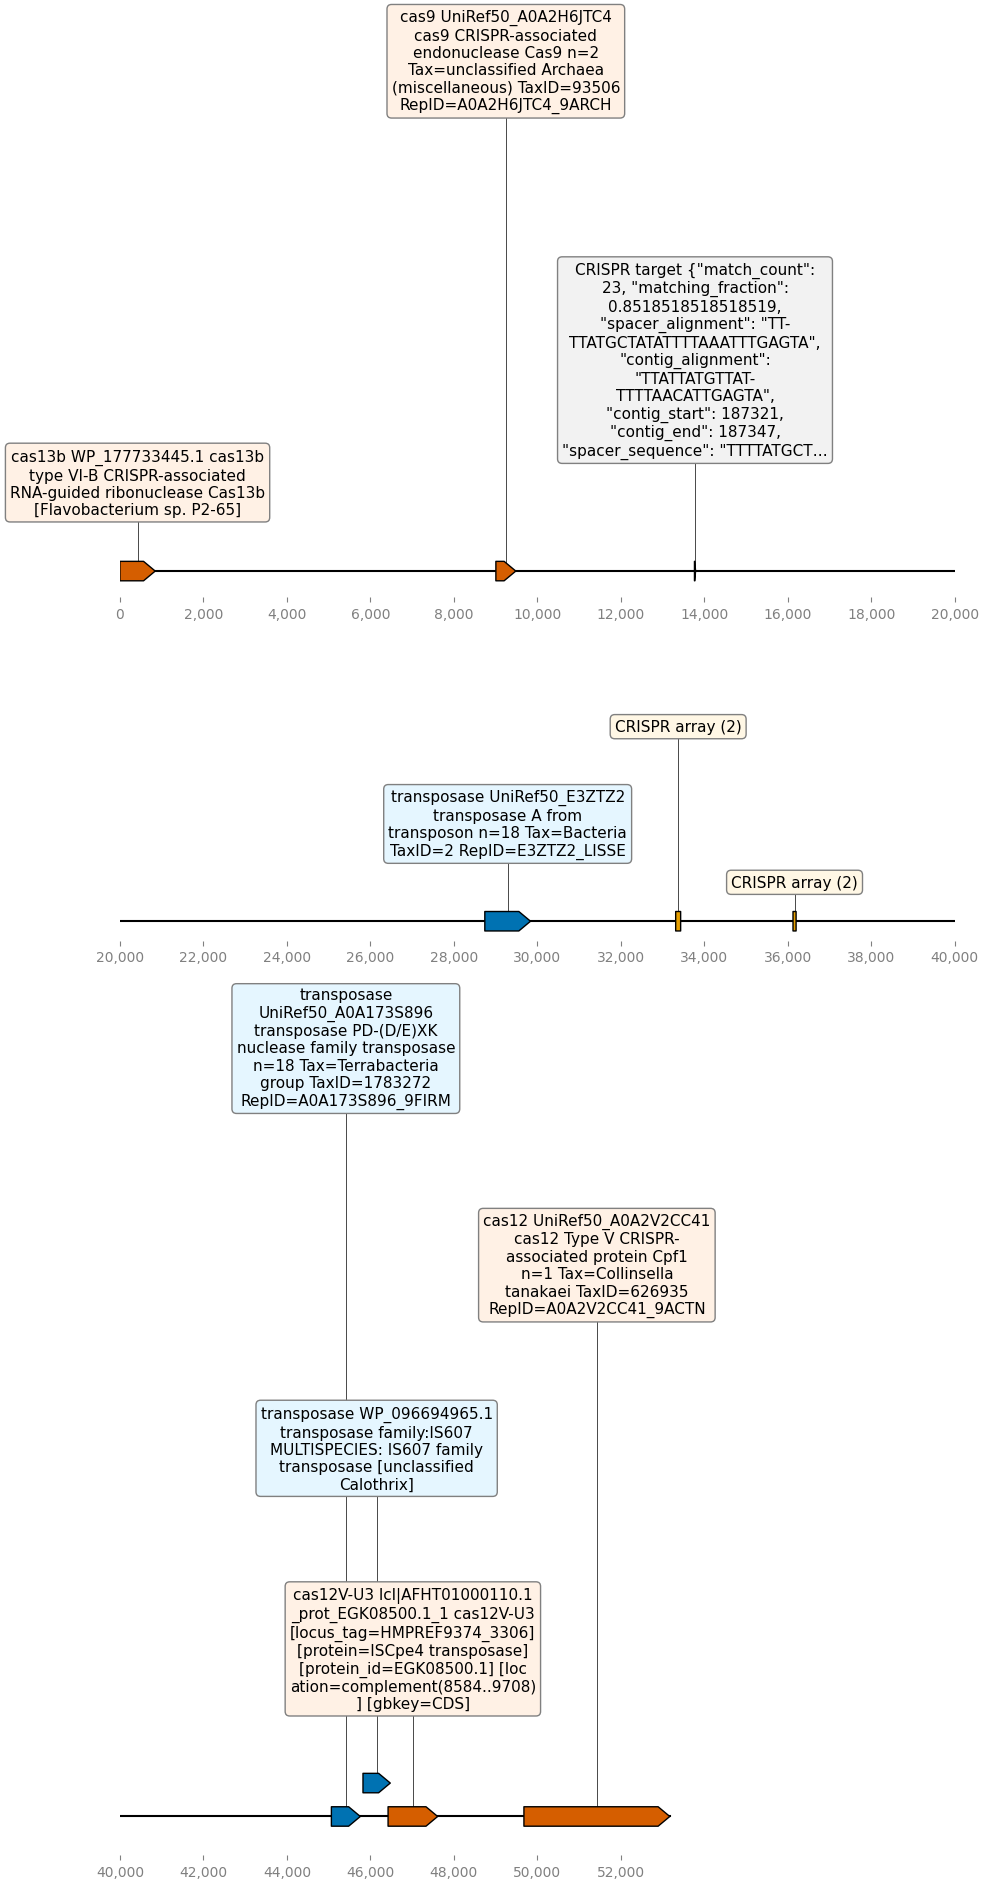 cas9 UniRef50_A0A2H6JTC4
cas9 CRISPR-associated
endonuclease Cas9 n=2
Tax=unclassified Archaea
(miscellaneous) TaxID=93506
RepID=A0A2H6JTC4_9ARCH
CRISPR target {"match_count":
23, "matching_fraction":
0.8518518518518519,
"spacer_alignment": "TT-
TTATGCTATATTTTAAATTTGAGTA",
"contig_alignment":
"TTATTATGTTAT-
TTTTAACATTGAGTA",
"contig_start": 187321,
"contig_end": 187347,
"spacer_sequence": "TTTTATGCT...
cas13b WP_177733445.1 cas13b
type VI-B CRISPR-associated
RNA-guided ribonuclease Cas13b
[Flavobacterium sp. P2-65]
0 2,000 4,000 6,000 8,000 10,000 12,000 14,000 16,000 18,000 20,000
CRISPR array (2)
transposase UniRef50_E3ZTZ2
transposase A from
transposon n=18 Tax=Bacteria
TaxID=2 RepID=E3ZTZ2_LISSE
CRISPR array (2)
20,000 22,000 24,000 26,000 28,000 30,000 32,000 34,000 36,000 38,000 40,000
transposase
UniRef50_A0A173S896
transposase PD-(D/E)XK
nuclease family transposase
n=18 Tax=Terrabacteria
group TaxID=1783272
RepID=A0A173S896_9FIRM
cas12 UniRef50_A0A2V2CC41
cas12 Type V CRISPR-
associated protein Cpf1
n=1 Tax=Collinsella
tanakaei TaxID=626935
RepID=A0A2V2CC41_9ACTN
transposase WP_096694965.1
transposase family:IS607
MULTISPECIES: IS607 family
transposase [unclassified
Calothrix]
cas12V-U3 lcl|AFHT01000110.1
_prot_EGK08500.1_1 cas12V-U3
[locus_tag=HMPREF9374_3306]
[protein=ISCpe4 transposase]
[protein_id=EGK08500.1] [loc
ation=complement(8584..9708)
] [gbkey=CDS]
40,000 42,000 44,000 46,000 48,000 50,000 52,000